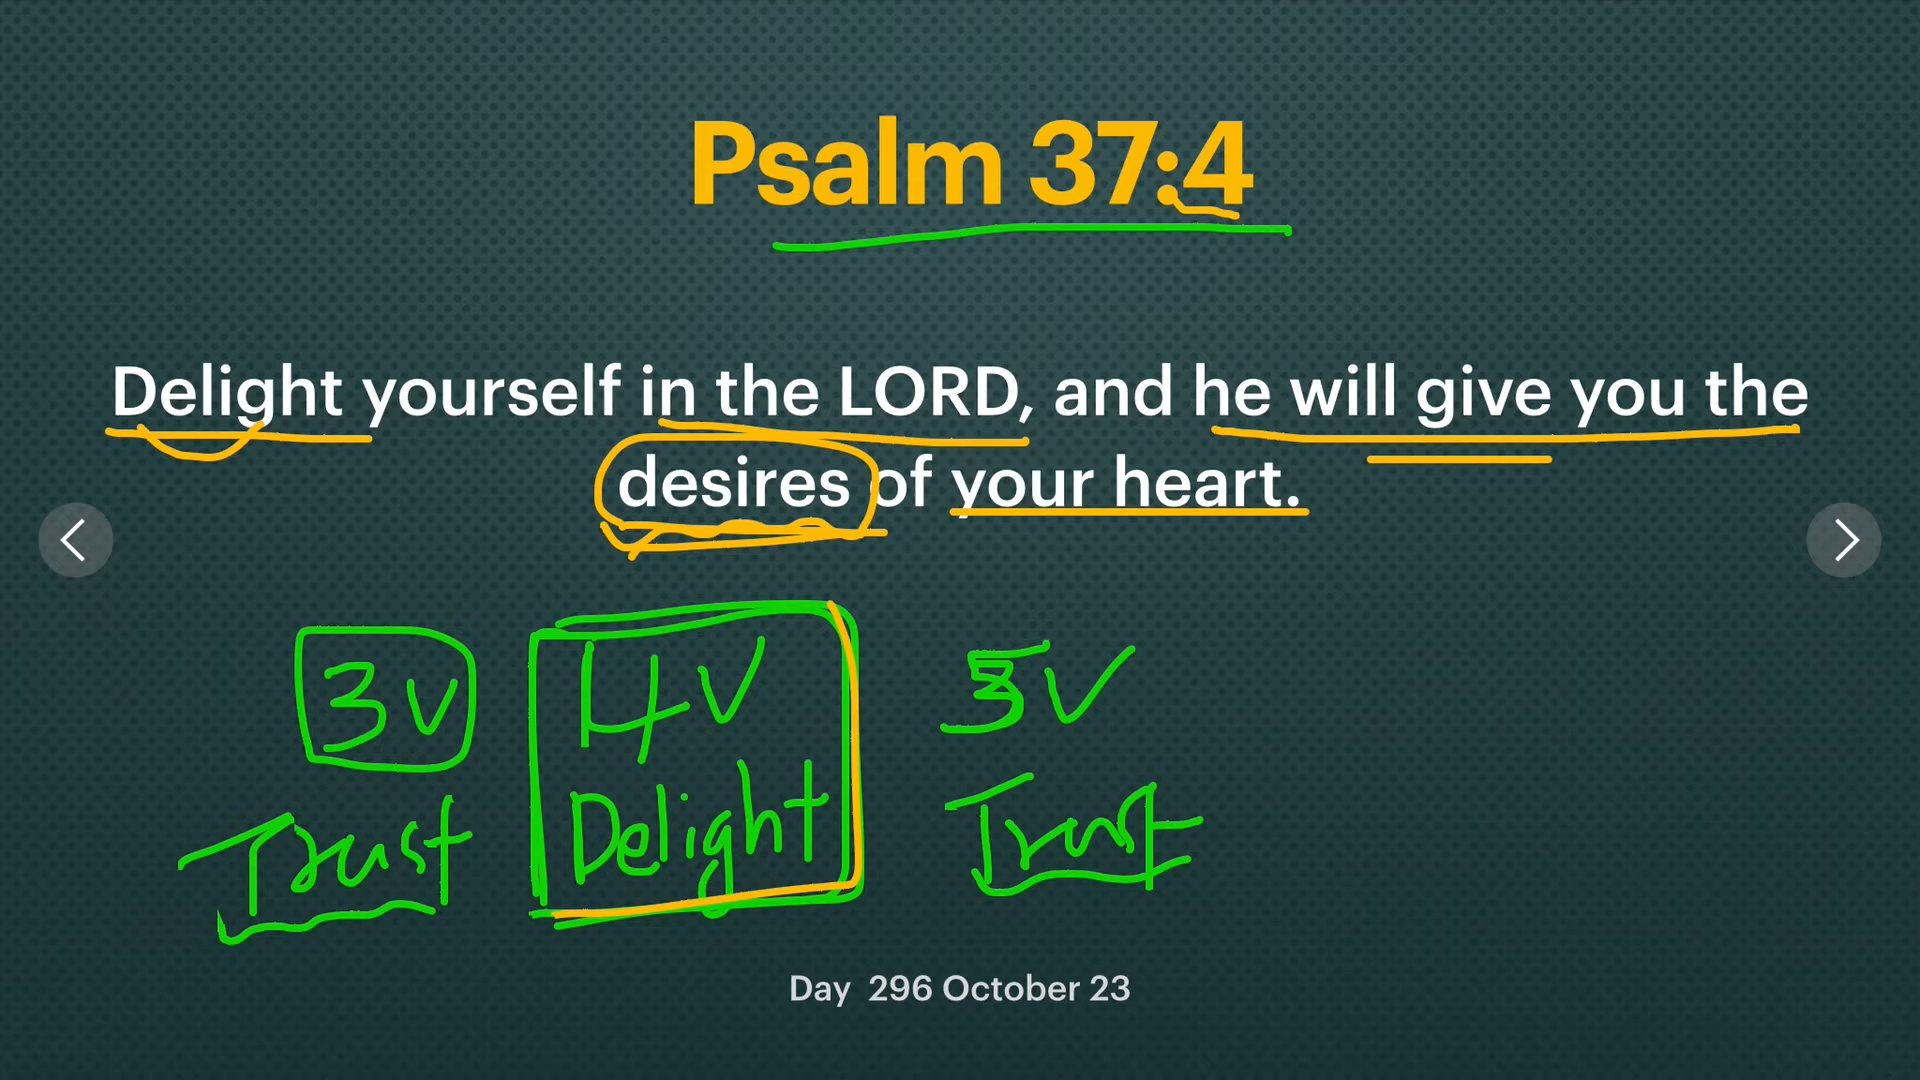 Psalm 37:4
Delight yourself in the LORD, and he will give you the
desires of your heart.
3v 4v 5v
Trust Delight Trust
Day 296 October 23